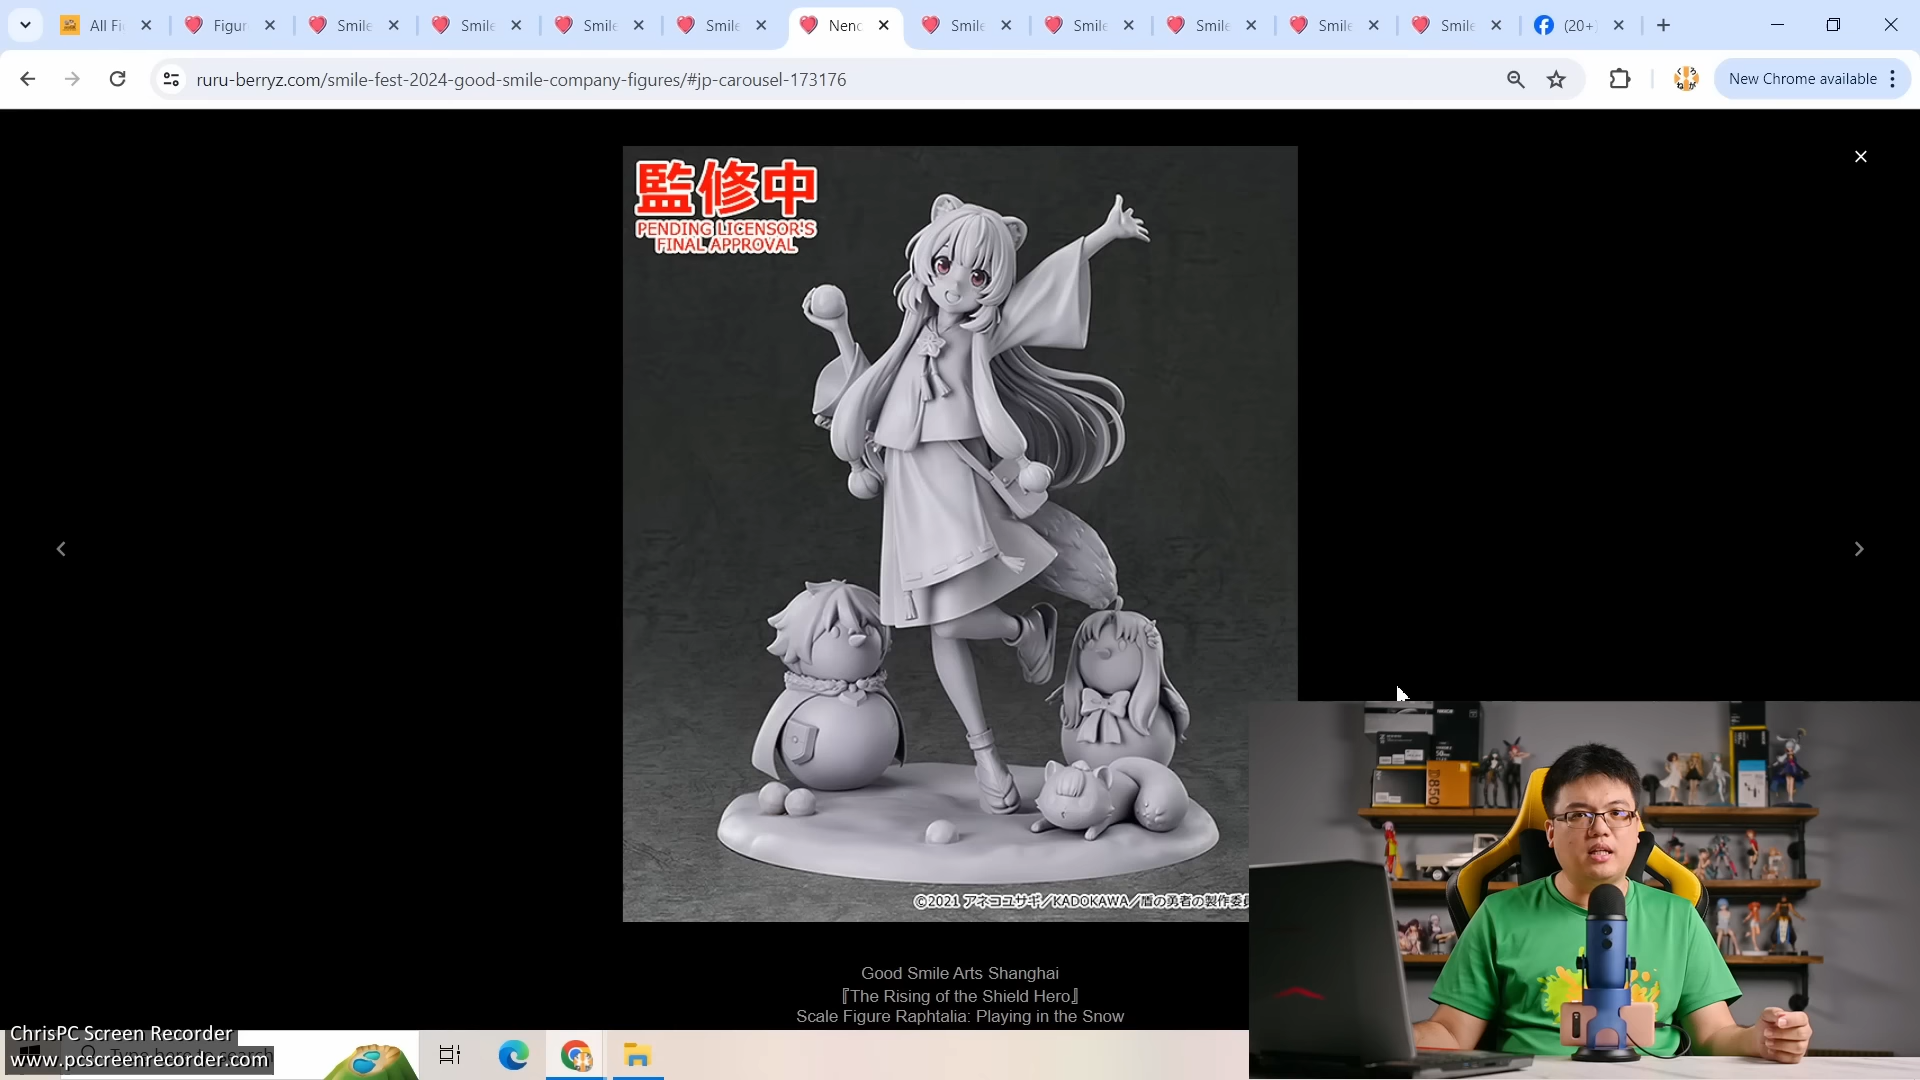 All Fi
Figur
Smile
Smile
Smile
Smile
Nenc
Smile
Smile
Smile
Smile
Smile
(20+)
ruru-berryz.com/smile-fest-2024-good-smile-company-figures/#jp-carousel-173176
New Chrome available
監修中
PENDING LICENSOR'S
FINAL APPROVAL
©2021 アネコユサギ/KADOKAWA/盾の勇者の製作委員
D850
Good Smile Arts Shanghai
『The Rising of the Shield Hero』
Scale Figure Raphtalia: Playing in the Snow
ChrisPC Screen Recorder
www.pcscreenrecorder.com